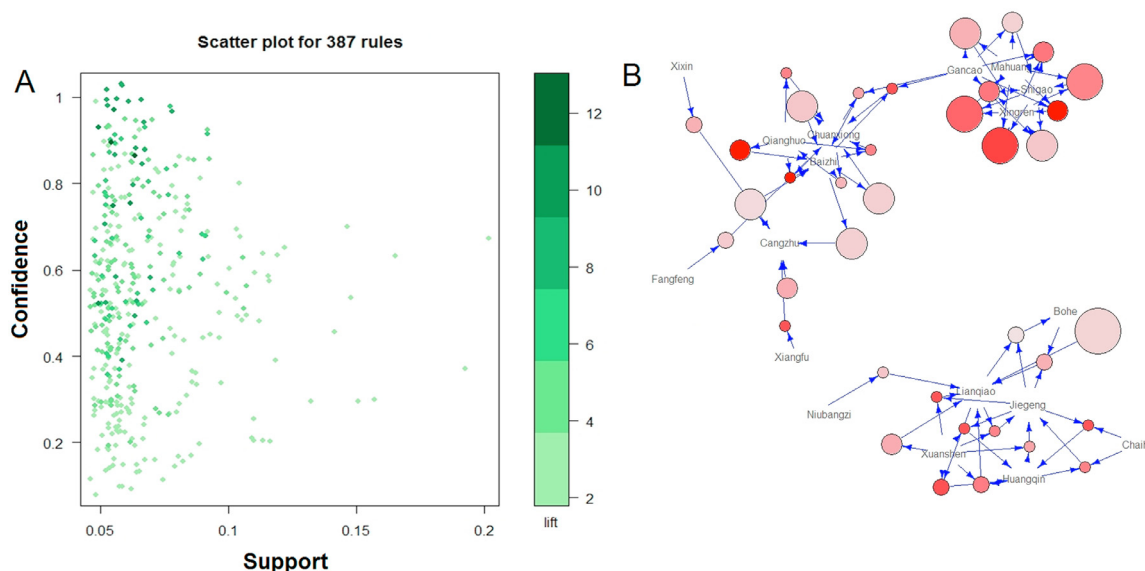 A
Scatter plot for 387 rules
Confidence
1
0.8
0.6
0.4
0.2
0.05
0.1
0.15
0.2
Support
12
10
8
6
4
2
lift
B
Xixin
Gancao
Mahuang
Shigao
Xingren
Qianghuo
Chuanxiong
Baizhi
Fangfeng
Cangzhu
Xiangfu
Bohe
Niubangzi
Lianqiao
Jiegeng
Xuanshen
Huangqin
Chaih